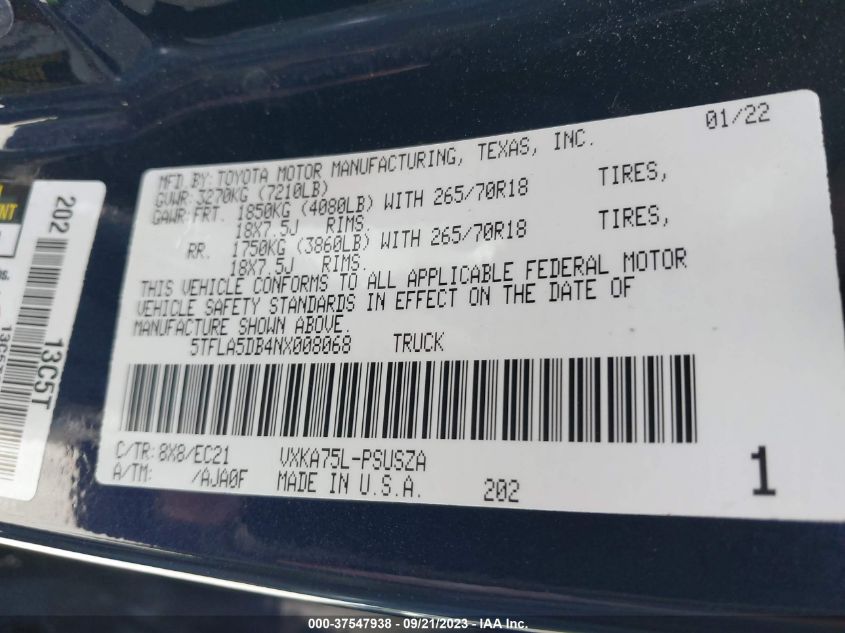 MFD BY: TOYOTA MOTOR MANUFACTURING, TEXAS, INC. 01/22
GVWR: 3270KG (7210LB)
GAWR: FRT. 1850KG (4080LB) WITH 265/70R18 TIRES,
18X7.5J RIMS.
RR. 1750KG (3860LB) WITH 265/70R18 TIRES,
18X7.5J RIMS.
THIS VEHICLE CONFORMS TO ALL APPLICABLE FEDERAL MOTOR
VEHICLE SAFETY STANDARDS IN EFFECT ON THE DATE OF
MANUFACTURE SHOWN ABOVE.
5TFLA5DB4NX008068 TRUCK
C/TR: 8X8/EC21 VXKA75L-PSUSZA
A/TM: /AJA0F MADE IN U.S.A. 202 1
202
13C5T
000-37547938 - 09/21/2023 - IAA Inc.